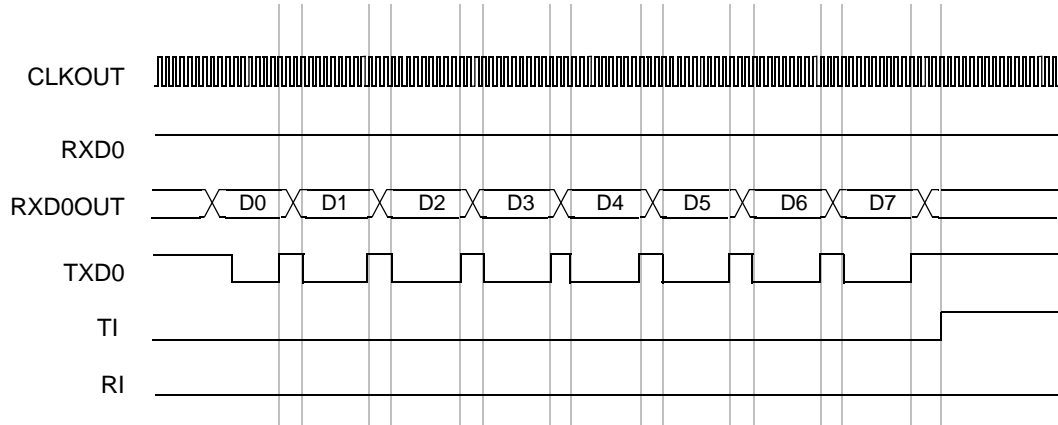 CLKOUT
RXD0
RXD0OUT D0 D1 D2 D3 D4 D5 D6 D7
TXD0
TI
RI